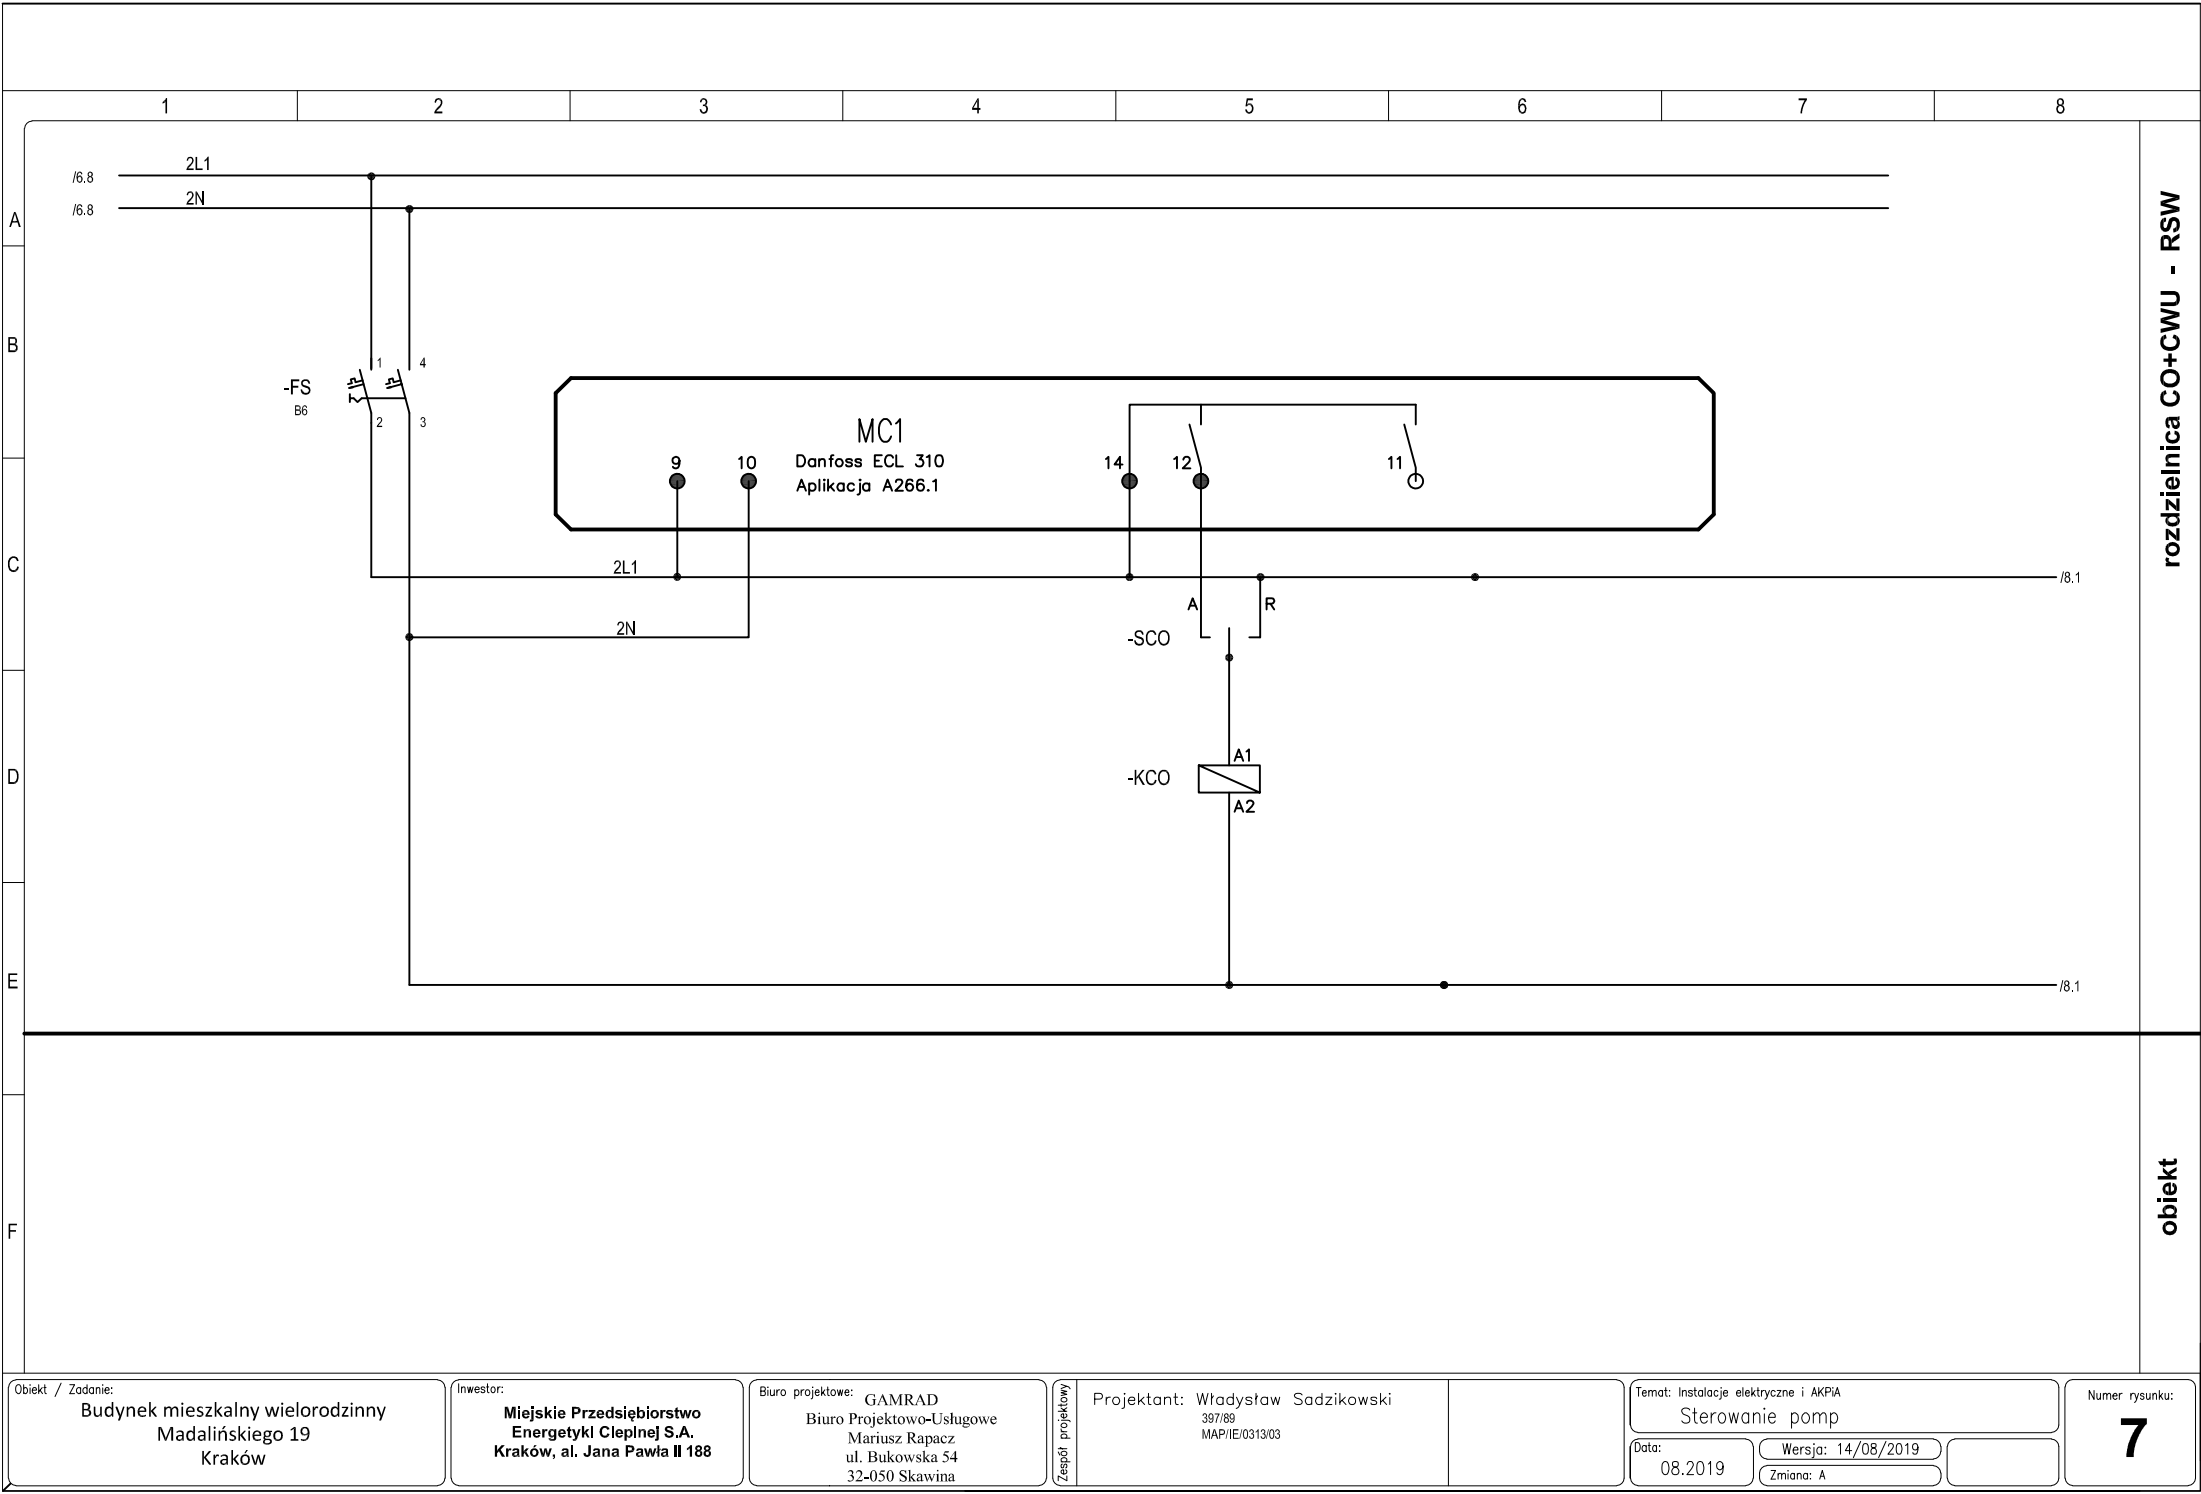 1 2 3 4 5 6 7 8
/6.8 2L1
/6.8 2N
A
B
C
D
E
F
-FS
B6
1
4
2
3
MC1
Danfoss ECL 310
Aplikacja A266.1
9
10
14
12
11
2L1
/8.1
A
R
2N
-SCO
A1
-KCO
A2
/8.1
rozdzielnica CO+CWU - RSW
obiekt
Obiekt / Zadanie:
Budynek mieszkalny wielorodzinny
Madalińskiego 19
Kraków
Inwestor:
Miejskie Przedsiębiorstwo
Energetyki Cieplnej S.A.
Kraków, al. Jana Pawła II 188
Biuro projektowe:
GAMRAD
Biuro Projektowo-Usługowe
Mariusz Rapacz
ul. Bukowska 54
32-050 Skawina
Zespół projektowy
Projektant: Władysław Sadzikowski
397/89
MAP/IE/0313/03
Temat: Instalacje elektryczne i AKPiA
Sterowanie pomp
Data:
08.2019
Wersja: 14/08/2019
Zmiana: A
Numer rysunku:
7